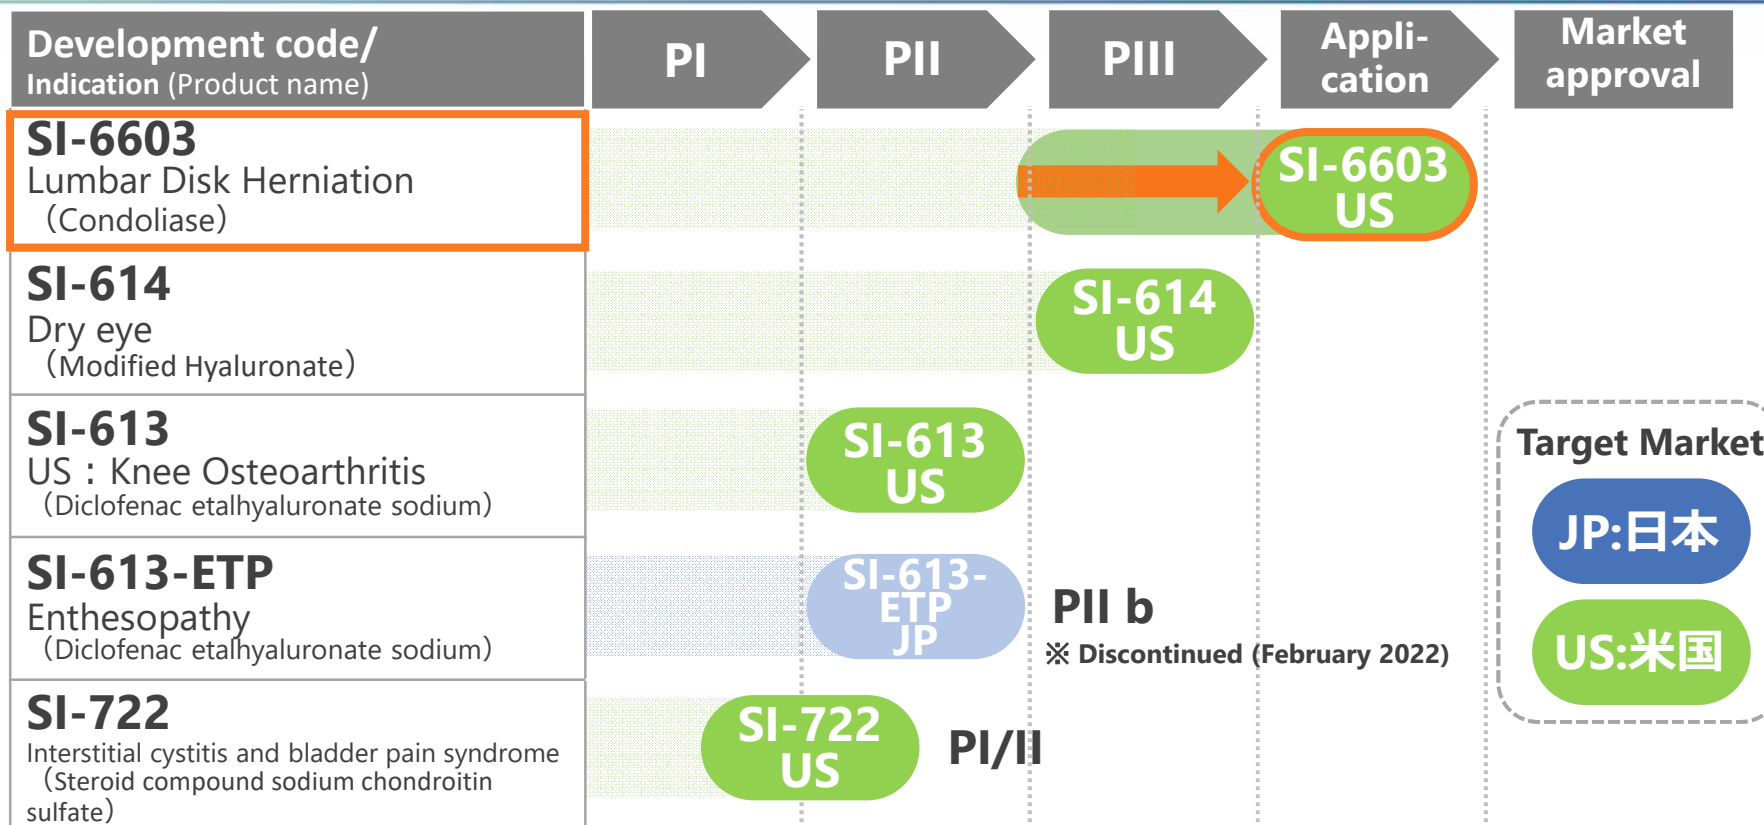 Development code/
Indication (Product name)
PI
PII
PIII
Appli-
cation
Market
approval
SI-6603
Lumbar Disk Herniation
（Condoliase）
SI-6603
US
SI-614
Dry eye
（Modified Hyaluronate）
SI-614
US
SI-613
US：Knee Osteoarthritis
（Diclofenac etalhyaluronate sodium）
SI-613
US
SI-613-ETP
Enthesopathy
（Diclofenac etalhyaluronate sodium）
SI-613-
ETP
JP
PII b
※ Discontinued (February 2022)
SI-722
Interstitial cystitis and bladder pain syndrome
（Steroid compound sodium chondroitin
sulfate）
SI-722
US
PI/II
Target Market
JP:日本
US:米国